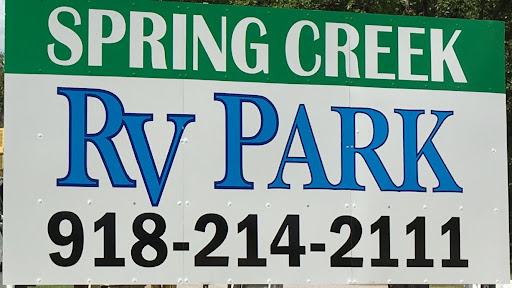 SPRING CREEK
RV PARK
918-214-2111